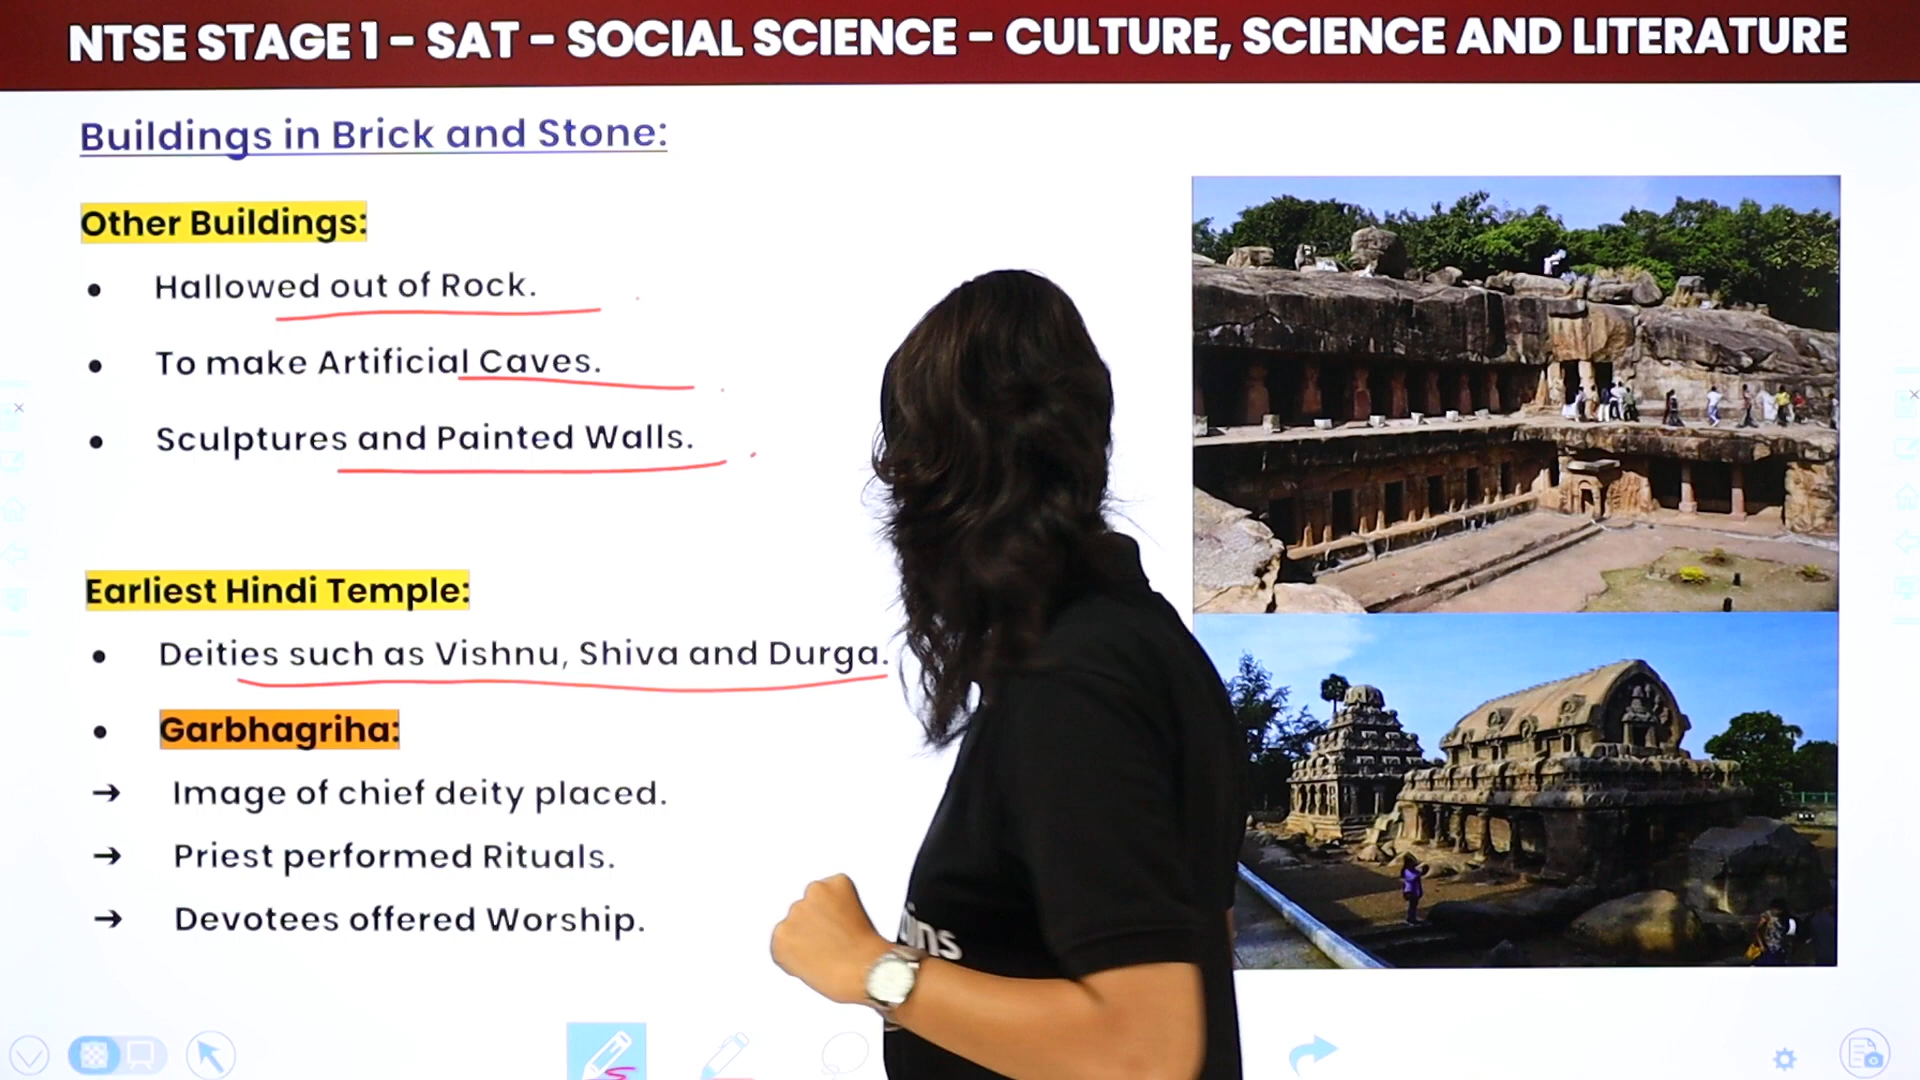 NTSE STAGE 1 - SAT - SOCIAL SCIENCE - CULTURE, SCIENCE AND LITERATURE
Buildings in Brick and Stone:
Other Buildings:
● Hallowed out of Rock.
● To make Artificial Caves.
● Sculptures and Painted Walls.
Earliest Hindi Temple:
● Deities such as Vishnu, Shiva and Durga.
● Garbhagriha:
→ Image of chief deity placed.
→ Priest performed Rituals.
→ Devotees offered Worship.